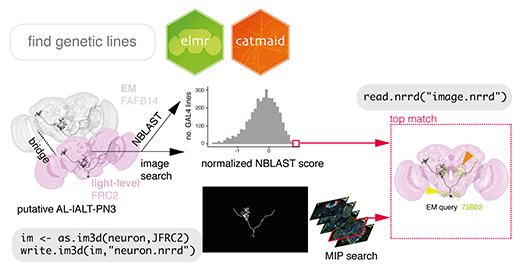 find genetic lines
elmr
catmaid
EM
FAFB14
bridge
NBLAST
image
search
light-level
FRC2
putative AL-lALT-PN3
no. GAL4 lines
300
200
100
0
-1
0
normalized NBLAST score
read.nrrd("image.nrrd")
top match
EM query 75B02
im <- as.im3d(neuron,JFRC2)
write.im3d(im,"neuron.nrrd")
MIP search